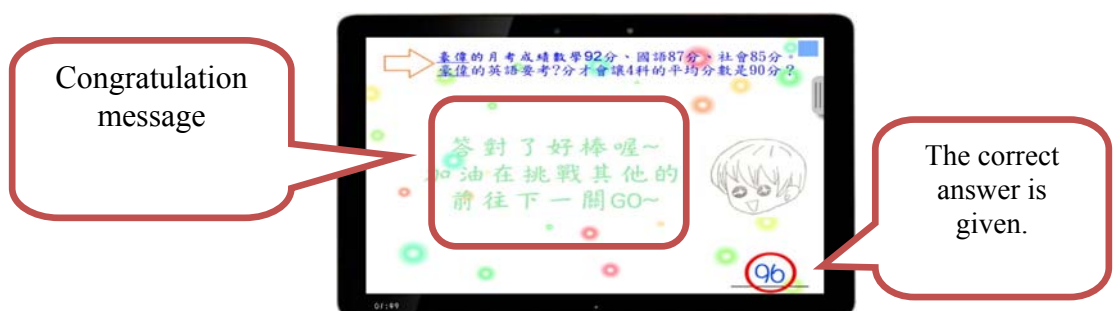 Congratulation
message
豪偉的月考成績數學92分、國語87分、社會85分。
豪偉的英語要考?分才會讓4科的平均分數是90分?
答對了好棒喔~
加油在挑戰其他的
前往下一關GO~
The correct
answer is
given.
96
01:49